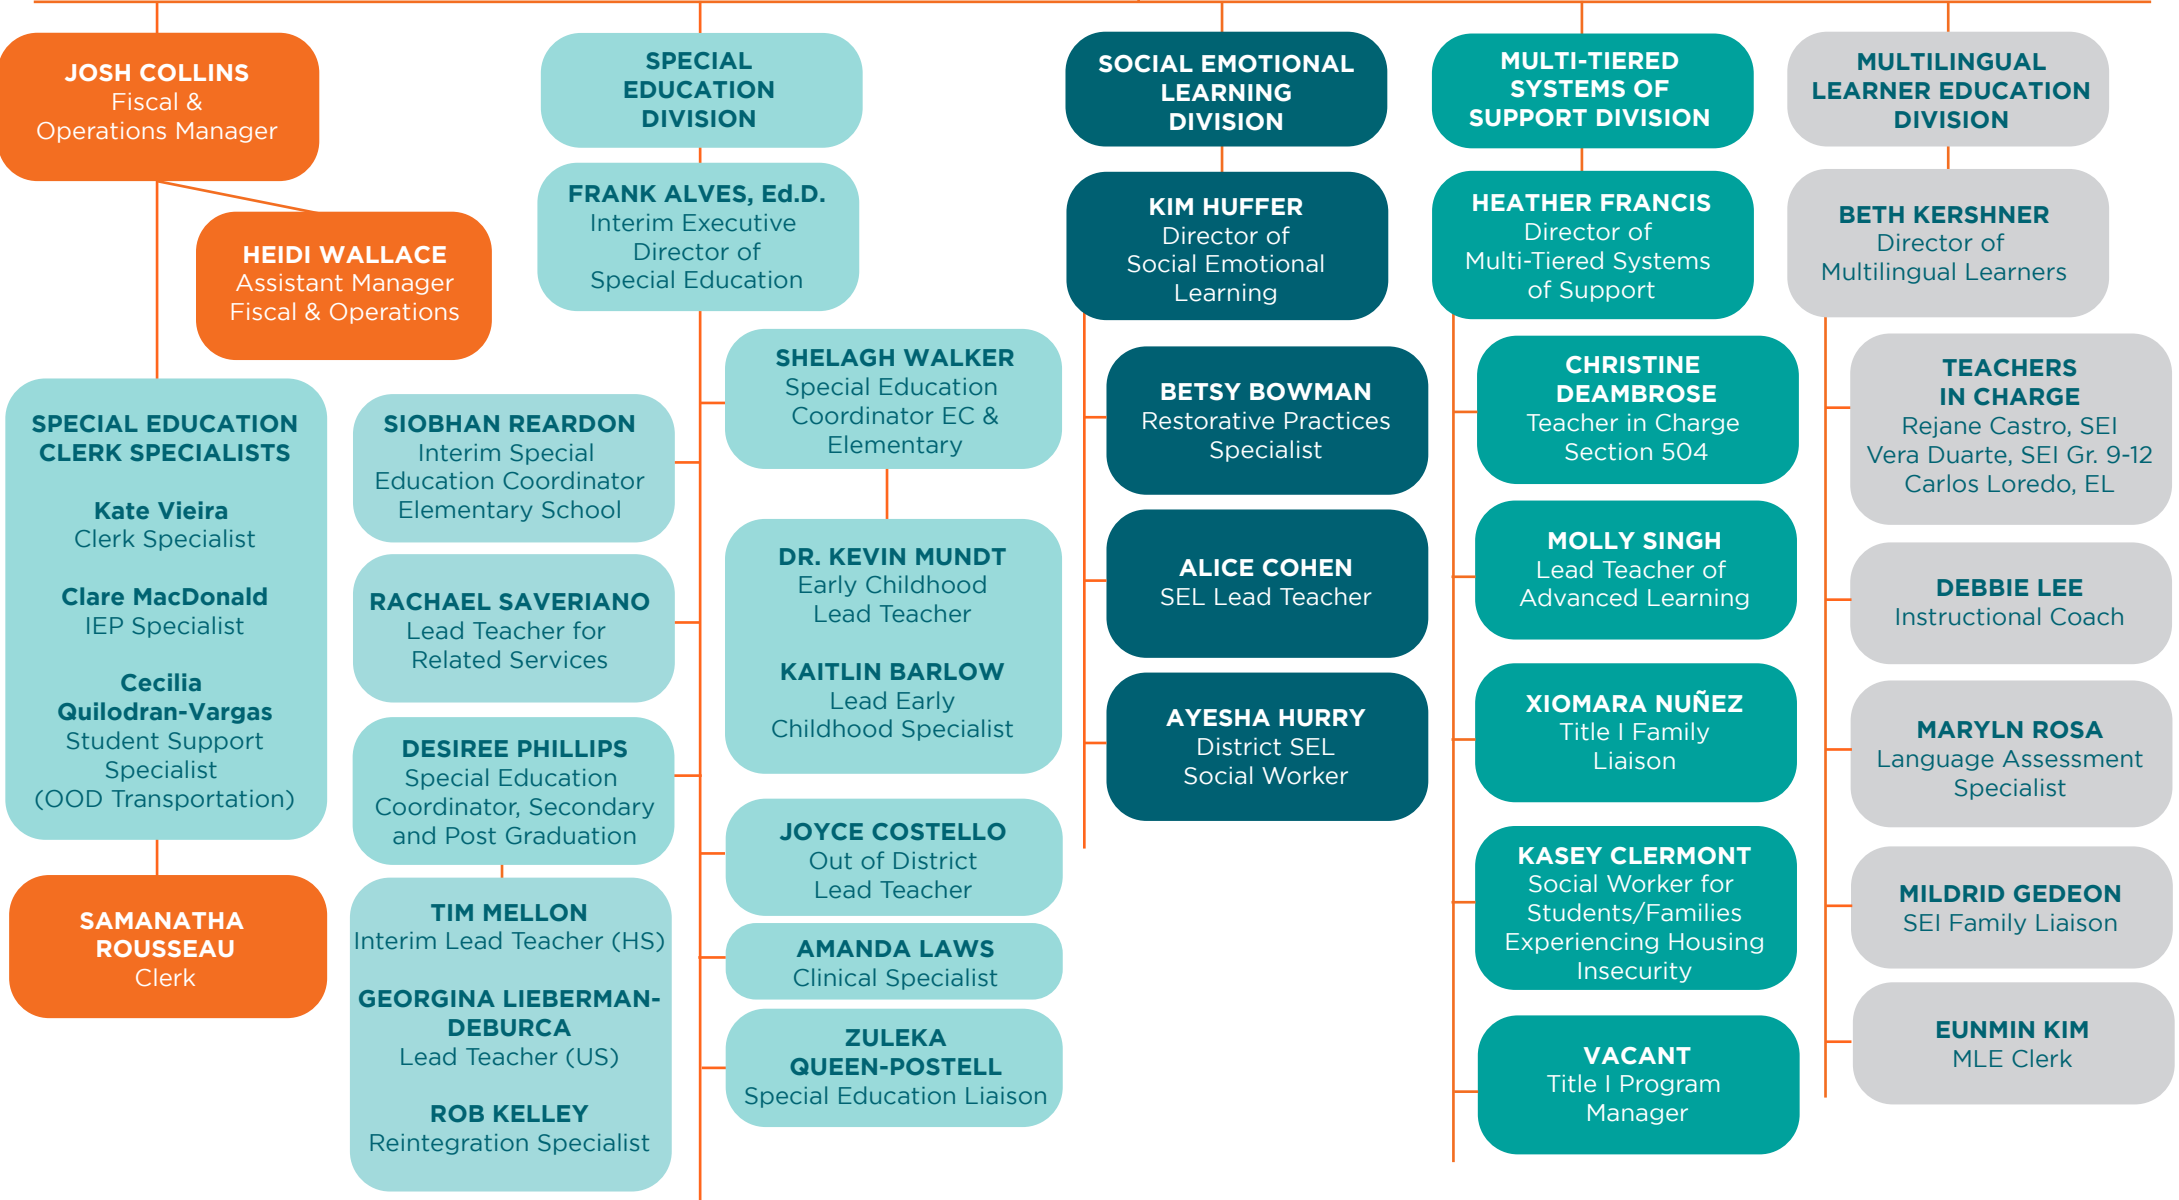 JOSH COLLINS
Fiscal &
Operations Manager
HEIDI WALLACE
Assistant Manager
Fiscal & Operations
SPECIAL EDUCATION
CLERK SPECIALISTS
Kate Vieira
Clerk Specialist
Clare MacDonald
IEP Specialist
Cecilia
Quilodran-Vargas
Student Support
Specialist
(OOD Transportation)
SAMANATHA
ROUSSEAU
Clerk
SPECIAL
EDUCATION
DIVISION
FRANK ALVES, Ed.D.
Interim Executive
Director of
Special Education
SIOBHAN REARDON
Interim Special
Education Coordinator
Elementary School
RACHAEL SAVERIANO
Lead Teacher for
Related Services
DESIREE PHILLIPS
Special Education
Coordinator, Secondary
and Post Graduation
TIM MELLON
Interim Lead Teacher (HS)
GEORGINA LIEBERMAN-
DEBURCA
Lead Teacher (US)
ROB KELLEY
Reintegration Specialist
SHELAGH WALKER
Special Education
Coordinator EC &
Elementary
DR. KEVIN MUNDT
Early Childhood
Lead Teacher
KAITLIN BARLOW
Lead Early
Childhood Specialist
JOYCE COSTELLO
Out of District
Lead Teacher
AMANDA LAWS
Clinical Specialist
ZULEKA
QUEEN-POSTELL
Special Education Liaison
SOCIAL EMOTIONAL
LEARNING
DIVISION
KIM HUFFER
Director of
Social Emotional
Learning
BETSY BOWMAN
Restorative Practices
Specialist
ALICE COHEN
SEL Lead Teacher
AYESHA HURRY
District SEL
Social Worker
MULTI-TIERED
SYSTEMS OF
SUPPORT DIVISION
HEATHER FRANCIS
Director of
Multi-Tiered Systems
of Support
CHRISTINE
DEAMBROSE
Teacher in Charge
Section 504
MOLLY SINGH
Lead Teacher of
Advanced Learning
XIOMARA NUÑEZ
Title I Family
Liaison
KASEY CLERMONT
Social Worker for
Students/Families
Experiencing Housing
Insecurity
VACANT
Title I Program
Manager
MULTILINGUAL
LEARNER EDUCATION
DIVISION
BETH KERSHNER
Director of
Multilingual Learners
TEACHERS
IN CHARGE
Rejane Castro, SEI
Vera Duarte, SEI Gr. 9-12
Carlos Loredo, EL
DEBBIE LEE
Instructional Coach
MARYLN ROSA
Language Assessment
Specialist
MILDRID GEDEON
SEI Family Liaison
EUNMIN KIM
MLE Clerk